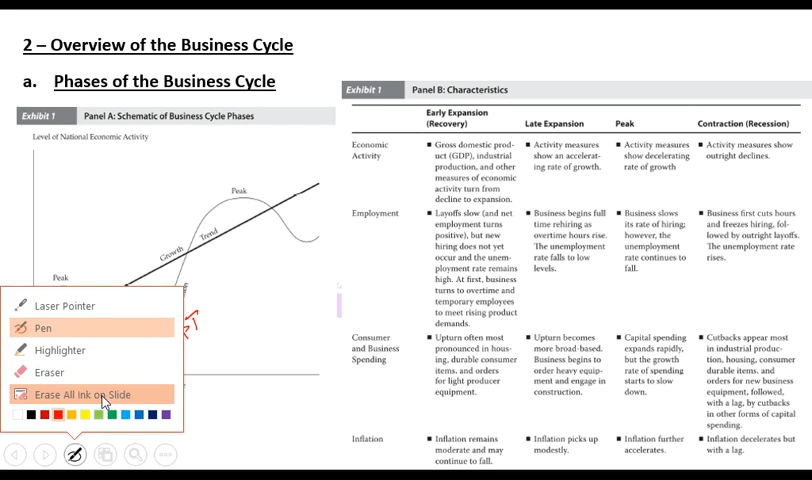 2 – Overview of the Business Cycle
a. Phases of the Business Cycle
Exhibit 1 Panel A: Schematic of Business Cycle Phases
Level of National Economic Activity
Peak
Growth Trend
Peak
Laser Pointer
Pen
Highlighter
Eraser
Erase All Ink on Slide
Exhibit 1 Panel B: Characteristics
Early Expansion
(Recovery) Late Expansion Peak Contraction (Recession)
Economic
Activity
▪ Gross domestic prod-
uct (GDP), industrial
production, and other
measures of economic
activity turn from
decline to expansion.
▪ Activity measures
show an accelerat-
ing rate of growth.
▪ Activity measures
show decelerating
rate of growth
▪ Activity measures show
outright declines.
Employment
▪ Layoffs slow (and net
employment turns
positive), but new
hiring does not yet
occur and the unem-
ployment rate remains
high. At first, business
turns to overtime and
temporary employees
to meet rising product
demands.
▪ Business begins full
time rehiring as
overtime hours rise.
The unemployment
rate falls to low
levels.
▪ Business slows
its rate of hiring;
however, the
unemployment
rate continues to
fall.
▪ Business first cuts hours
and freezes hiring, fol-
lowed by outright layoffs.
The unemployment rate
rises.
Consumer
and Business
Spending
▪ Upturn often most
pronounced in hous-
ing, durable consumer
items, and orders
for light producer
equipment.
▪ Upturn becomes
more broad-based.
Business begins to
order heavy equip-
ment and engage in
construction.
▪ Capital spending
expands rapidly,
but the growth
rate of spending
starts to slow
down.
▪ Cutbacks appear most
in industrial produc-
tion, housing, consumer
durable items, and
orders for new business
equipment, followed,
with a lag, by cutbacks
in other forms of capital
spending.
Inflation
▪ Inflation remains
moderate and may
continue to fall.
▪ Inflation picks up
modestly.
▪ Inflation further
accelerates.
▪ Inflation decelerates but
with a lag.